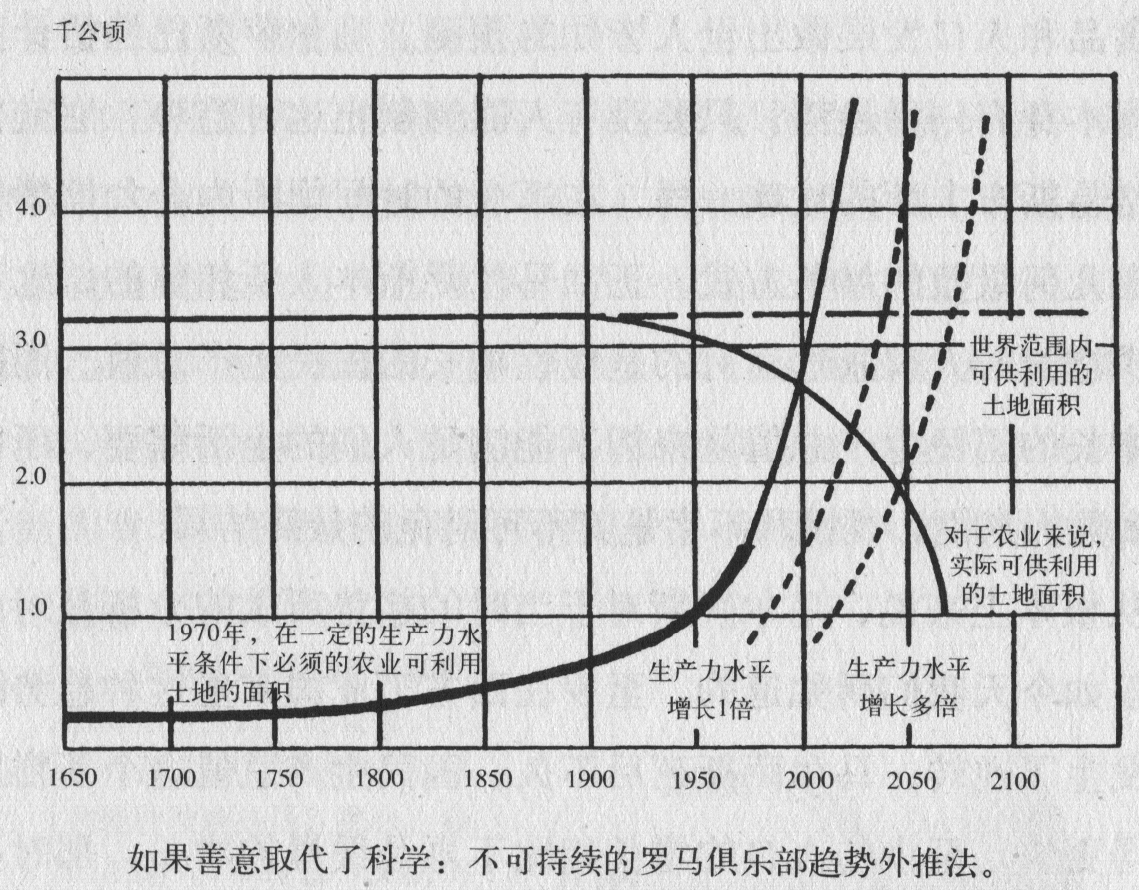 千公顷
4.0
3.0
世界范围内
可供利用的
土地面积
2.0
对于农业来说，
实际可供利用
的土地面积
1.0
1970年，在一定的生产力水
平条件下必须的农业可利用
土地的面积
生产力水平
增长1倍
生产力水平
增长多倍
1650 1700 1750 1800 1850 1900 1950 2000 2050 2100
如果善意取代了科学：不可持续的罗马俱乐部趋势外推法。